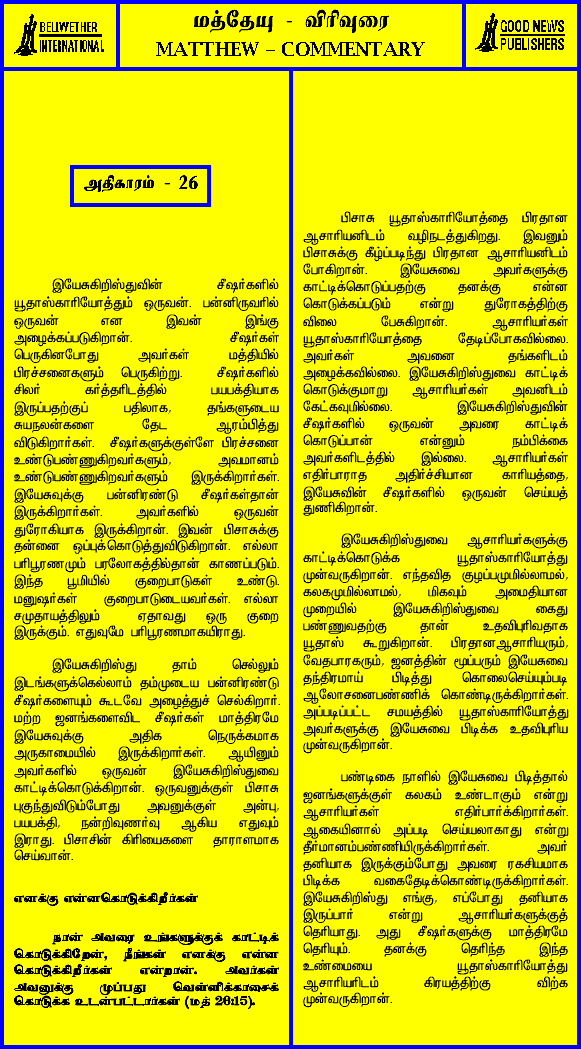 BELLWETHER
INTERNATIONAL
மத்தேயு - விரிவுரை
MATTHEW – COMMENTARY
GOOD NEWS
PUBLISHERS
அதிகாரம் - 26
இயேசுகிறிஸ்துவின் சீஷர்களில்
யூதாஸ்காரியோத்தும் ஒருவன். பன்னிருவரில்
ஒருவன் என இவன் இங்கு
அழைக்கப்படுகிறான். சீஷர்கள்
பெருகினபோது அவர்கள் மத்தியில்
பிரச்சனைகளும் பெருகிற்று. சீஷர்களில்
சிலர் கர்த்தரிடத்தில் பயபக்தியாக
இருப்பதற்குப் பதிலாக, தங்களுடைய
சுயநலன்களை தேட ஆரம்பித்து
விடுகிறார்கள். சீஷர்களுக்குள்ளே பிரச்சனை
உண்டுபண்ணுகிறவர்களும், அவமானம்
உண்டுபண்ணுகிறவர்களும் இருக்கிறார்கள்.
இயேசுவுக்கு பன்னிரண்டு சீஷர்கள்தான்
இருக்கிறார்கள். அவர்களில் ஒருவன்
துரோகியாக இருக்கிறான். இவன் பிசாசுக்கு
தன்னை ஒப்புக்கொடுத்துவிடுகிறான். எல்லா
பரிபூரணமும் பரலோகத்தில்தான் காணப்படும்.
இந்த பூமியில் குறைபாடுகள் உண்டு.
மனுஷர்கள் குறைபாடுடையவர்கள். எல்லா
சமுதாயத்திலும் ஏதாவது ஒரு குறை
இருக்கும். எதுவுமே பரிபூரணமாகயிராது.
இயேசுகிறிஸ்து தாம் செல்லும்
இடங்களுக்கெல்லாம் தம்முடைய பன்னிரண்டு
சீஷர்களையும் கூடவே அழைத்துச் செல்கிறார்.
மற்ற ஜனங்களைவிட சீஷர்கள் மாத்திரமே
இயேசுவுக்கு அதிக நெருக்கமாக
அருகாமையில் இருக்கிறார்கள். ஆயினும்
அவர்களில் ஒருவன் இயேசுகிறிஸ்துவை
காட்டிக்கொடுக்கிறான். ஒருவனுக்குள் பிசாசு
புகுந்துவிடும்போது அவனுக்குள் அன்பு,
பயபக்தி, நன்றிவுணர்வு ஆகிய எதுவும்
இராது. பிசாசின் கிரியைகளை தாராளமாக
செய்வான்.
எனக்கு என்னகொடுக்கிறீர்கள்
நான் அவரை உங்களுக்குக் காட்டிக்
கொடுக்கிறேன், நீங்கள் எனக்கு என்ன
கொடுக்கிறீர்கள் என்றான். அவர்கள்
அவனுக்கு முப்பது வெள்ளிக்காசைக்
கொடுக்க உடன்பட்டார்கள் (மத் 26:15).
பிசாசு யூதாஸ்காரியோத்தை பிரதான
ஆசாரியனிடம் வழிநடத்துகிறது. இவனும்
பிசாசுக்கு கீழ்ப்படிந்து பிரதான ஆசாரியனிடம்
போகிறான். இயேசுவை அவர்களுக்கு
காட்டிக்கொடுப்பதற்கு தனக்கு என்ன
கொடுக்கப்படும் என்று துரோகத்திற்கு
விலை பேசுகிறான். ஆசாரியர்கள்
யூதாஸ்காரியோத்தை தேடிப்போகவில்லை.
அவர்கள் அவனை தங்களிடம்
அழைக்கவில்லை. இயேசுகிறிஸ்துவை காட்டிக்
கொடுக்குமாறு ஆசாரியர்கள் அவனிடம்
கேட்கவுமில்லை. இயேசுகிறிஸ்துவின்
சீஷர்களில் ஒருவன். அவரை காட்டிக்
கொடுப்பான் என்னும் நம்பிக்கை
அவர்களிடத்தில் இல்லை. ஆசாரியர்கள்
எதிர்பாராத அதிர்ச்சியான காரியத்தை,
இயேசுவின் சீஷர்களில் ஒருவன் செய்யத்
துணிகிறான்.
இயேசுகிறிஸ்துவை ஆசாரியர்களுக்கு
காட்டிக்கொடுக்க யூதாஸ்காரியோத்து
முன்வருகிறான். எந்தவித குழப்பமுமில்லாமல்,
கலகமுமில்லாமல், மிகவும் அமைதியான
முறையில் இயேசுகிறிஸ்துவை கைது
பண்ணுவதற்கு தான் உதவிபுரிவதாக
யூதாஸ் கூறுகிறான். பிரதானஆசாரியரும்,
வேதபாரகரும், ஜனத்தின் மூப்பரும் இயேசுவை
தந்திரமாய் பிடித்து கொலைசெய்யும்படி
ஆலோசனைபண்ணிக் கொண்டிருக்கிறார்கள்.
அப்படிப்பட்ட சமயத்தில் யூதாஸ்காரியோத்து
அவர்களுக்கு இயேசுவை பிடிக்க உதவிபுரிய
முன்வருகிறான்.
பண்டிகை நாளில் இயேசுவை பிடித்தால்
ஜனங்களுக்குள் கலகம் உண்டாகும் என்று
ஆசாரியர்கள் எதிர்பார்க்கிறார்கள்.
ஆகையினால் அப்படி செய்யலாகாது என்று
தீர்மானம்பண்ணியிருக்கிறார்கள். அவர்
தனியாக இருக்கும்போது அவரை ரகசியமாக
பிடிக்க வகைதேடிக்கொண்டிருக்கிறார்கள்.
இயேசுகிறிஸ்து எங்கு, எப்போது தனியாக
இருப்பார் என்று ஆசாரியர்களுக்குத்
தெரியாது. அது சீஷர்களுக்கு மாத்திரமே
தெரியும். தனக்கு தெரிந்த இந்த
உண்மையை யூதாஸ்காரியோத்து
ஆசாரியரிடம் கிரயத்திற்கு விற்க
முன்வருகிறான்.